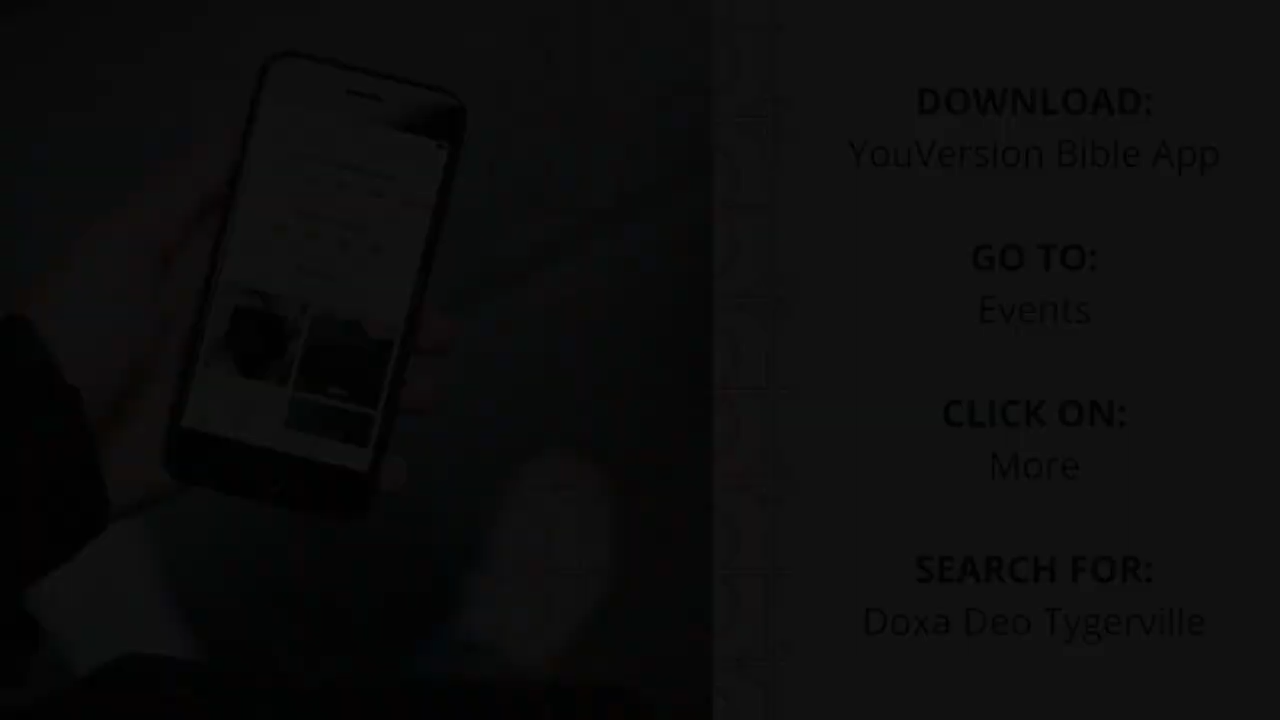 DOWNLOAD:
YouVersion Bible App
GO TO:
Events
CLICK ON:
More
SEARCH FOR:
Doxa Deo Tygerville